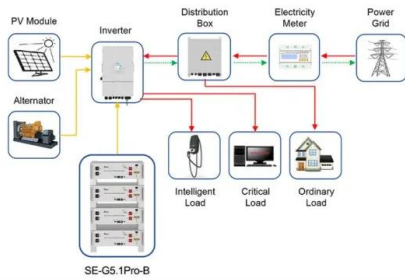 PV Module
Inverter
Distribution
Box
Electricity
Meter
Power
Grid
Alternator
Intelligent
Load
Critical
Load
Ordinary
Load
SE-G5.1Pro-B